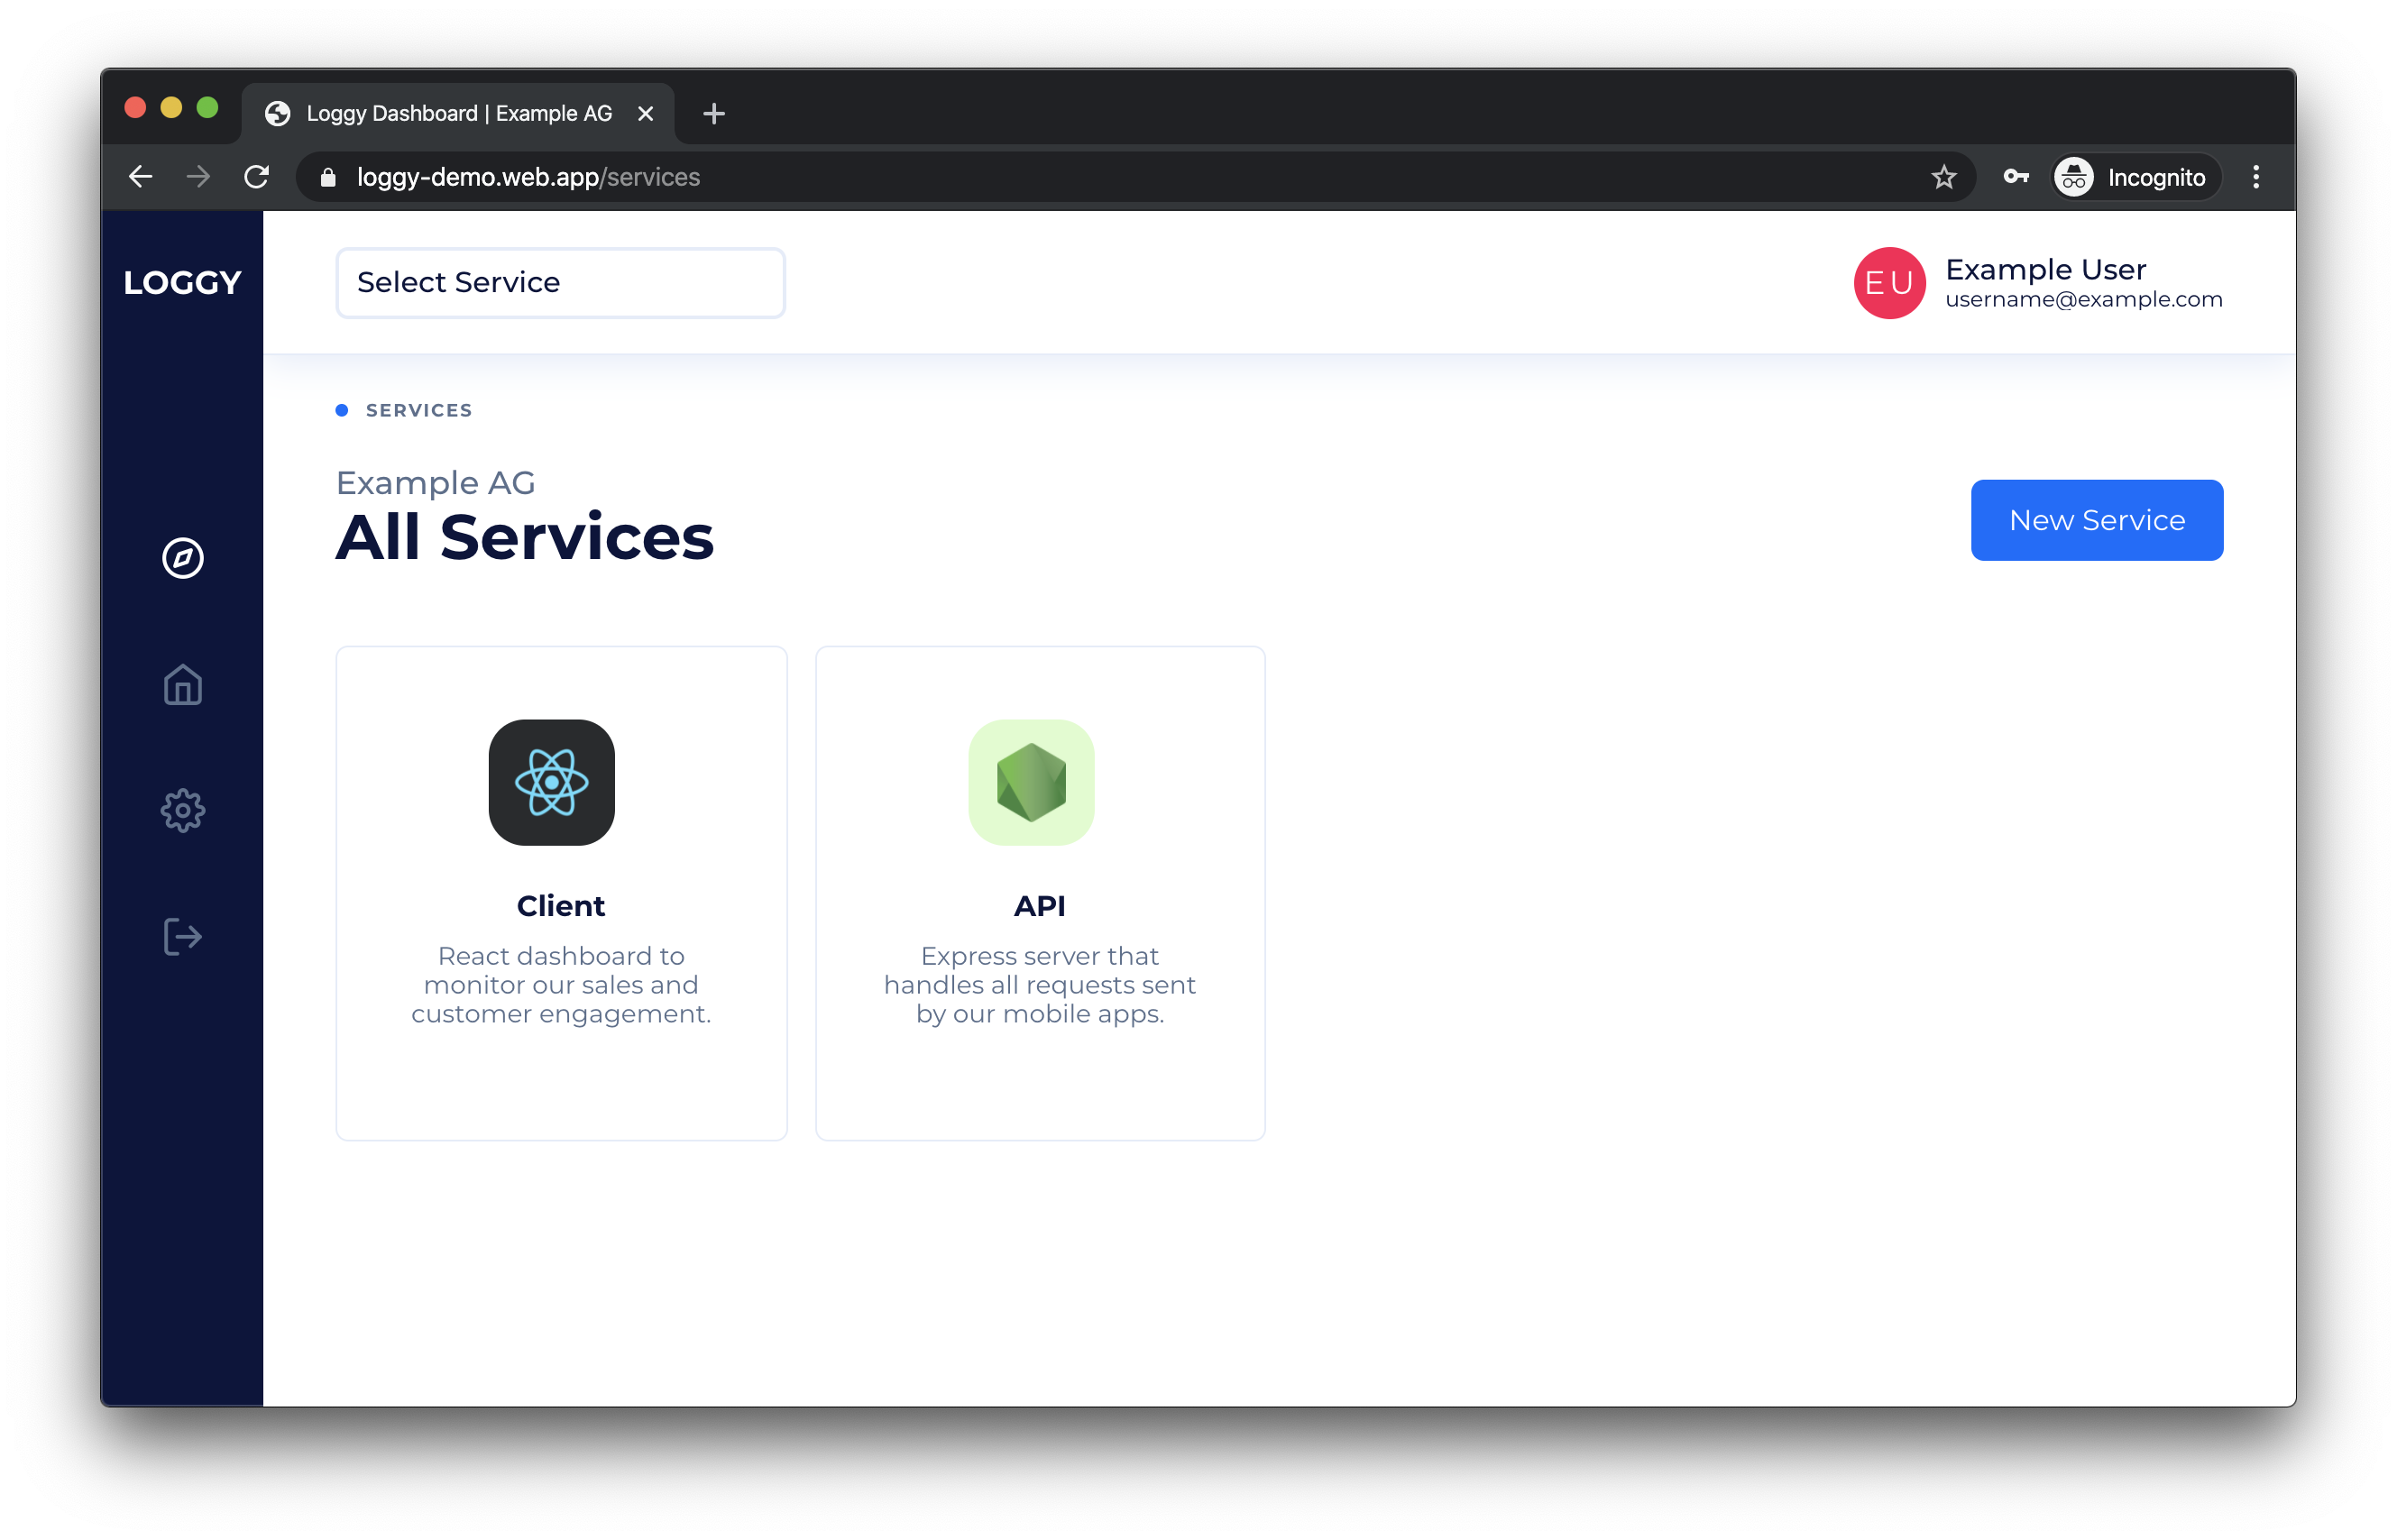 Loggy Dashboard | Example AG
loggy-demo.web.app/services
Incognito
LOGGY
Select Service
EU
Example User
username@example.com
SERVICES
Example AG
All Services
New Service
Client
React dashboard to
monitor our sales and
customer engagement.
API
Express server that
handles all requests sent
by our mobile apps.